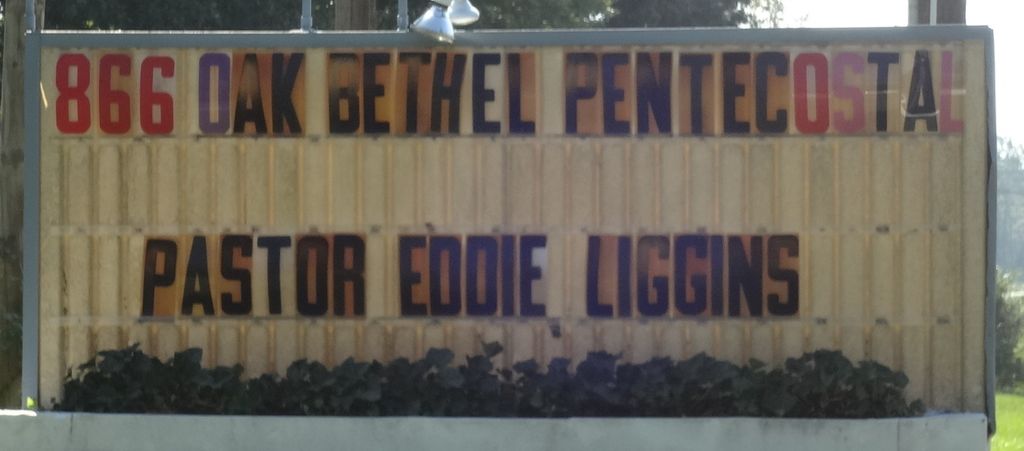 866 OAK BETHEL PENTECOSTAL
PASTOR EDDIE LIGGINS